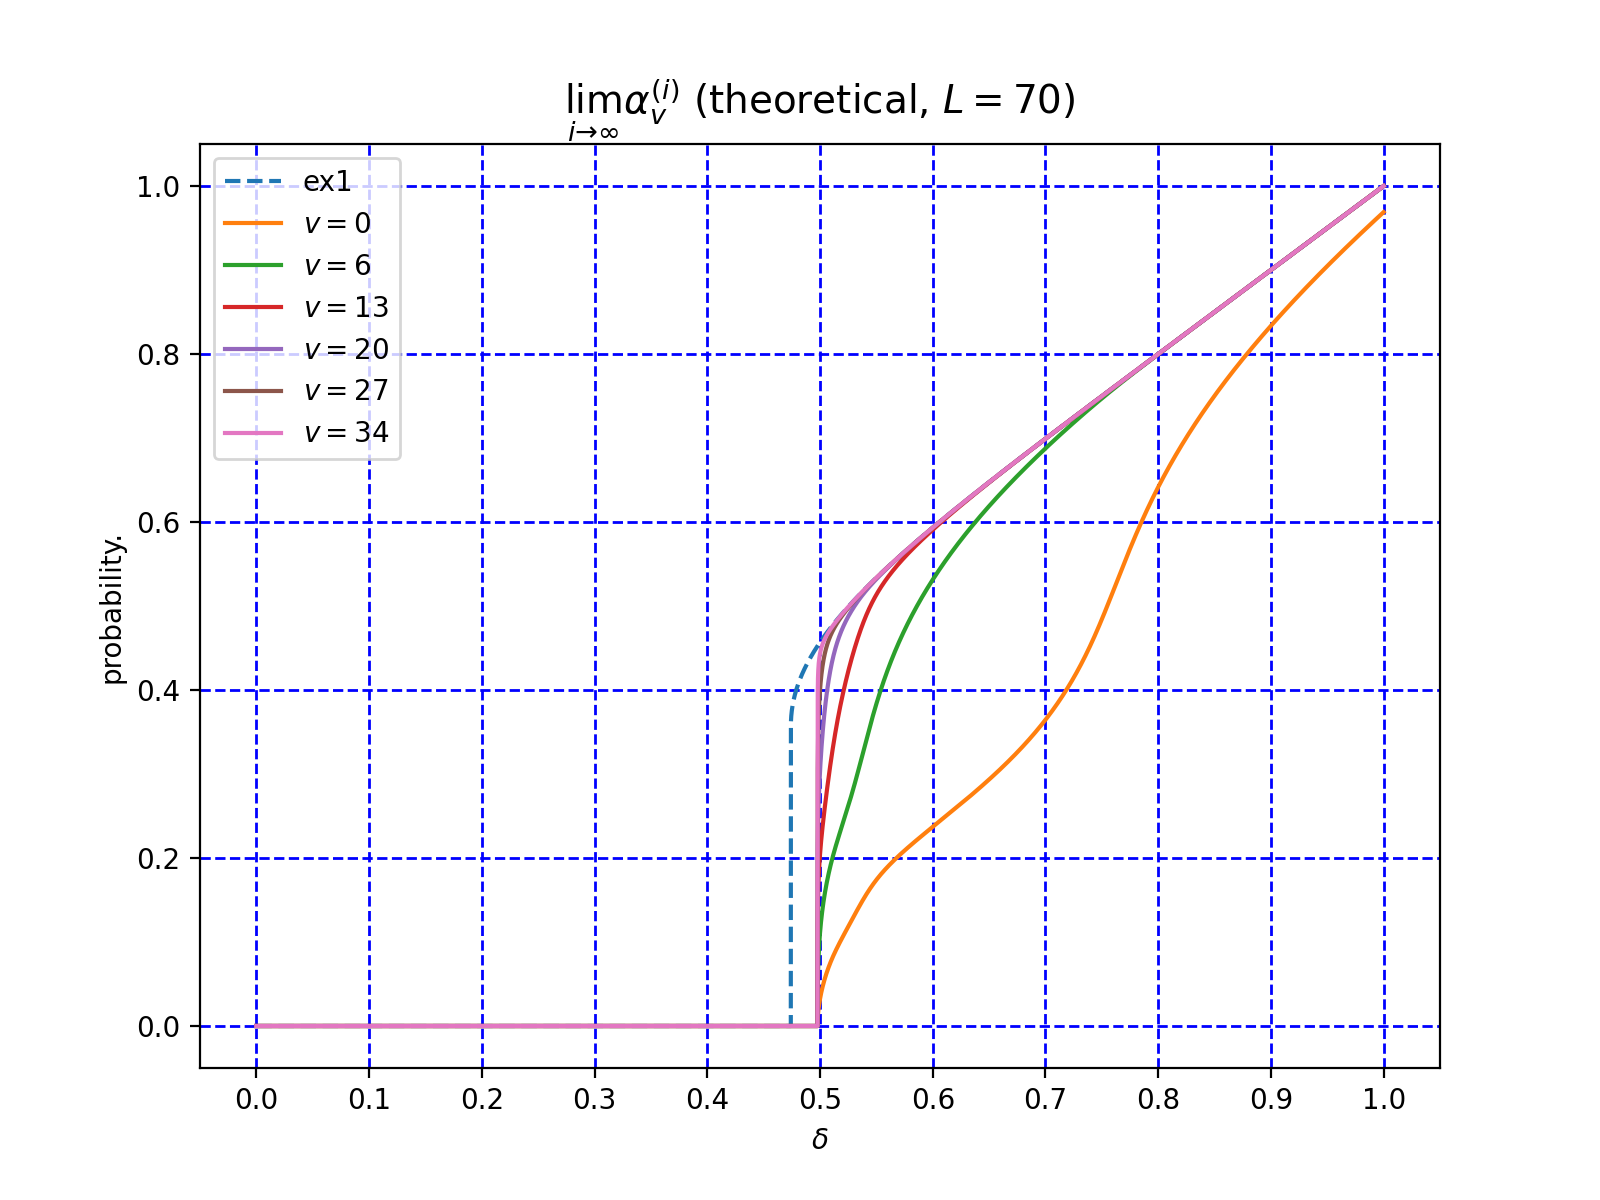 lim α_v^(i) (theoretical, L = 70)
i→∞
ex1
v = 0
v = 6
v = 13
v = 20
v = 27
v = 34
1.0
0.8
0.6
0.4
0.2
0.0
probability.
0.0 0.1 0.2 0.3 0.4 0.5 0.6 0.7 0.8 0.9 1.0
δ